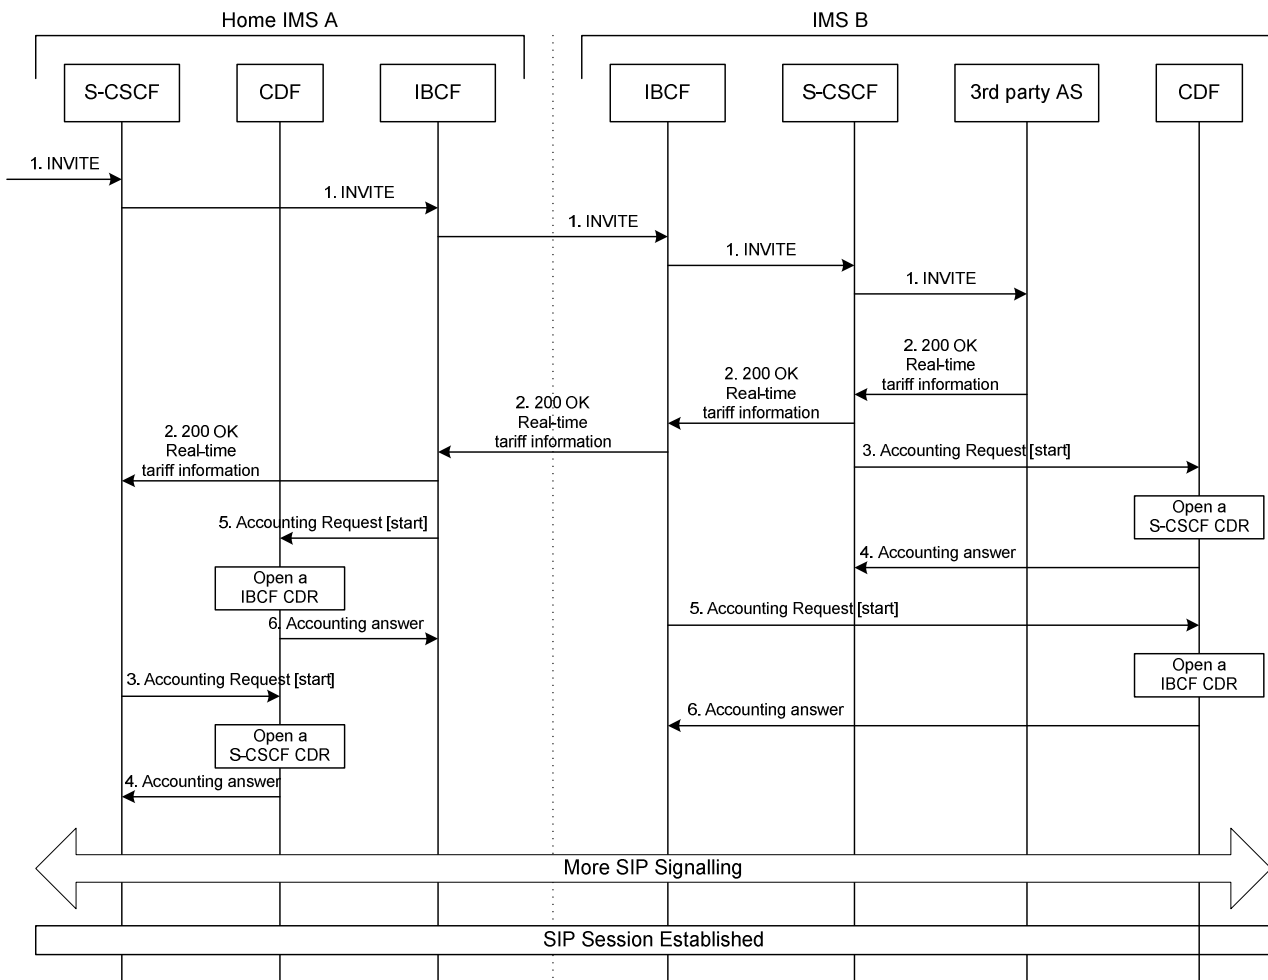 Home IMS A
IMS B
S-CSCF
CDF
IBCF
IBCF
S-CSCF
3rd party AS
CDF
1. INVITE
1. INVITE
1. INVITE
1. INVITE
1. INVITE
2. 200 OK
Real-time
tariff information
2. 200 OK
Real-time
tariff information
2. 200 OK
Real-time
tariff information
2. 200 OK
Real-time
tariff information
3. Accounting Request [start]
Open a
S-CSCF CDR
5. Accounting Request [start]
4. Accounting answer
Open a
IBCF CDR
5. Accounting Request [start]
6. Accounting answer
Open a
IBCF CDR
3. Accounting Request [start]
6. Accounting answer
Open a
S-CSCF CDR
4. Accounting answer
More SIP Signalling
SIP Session Established